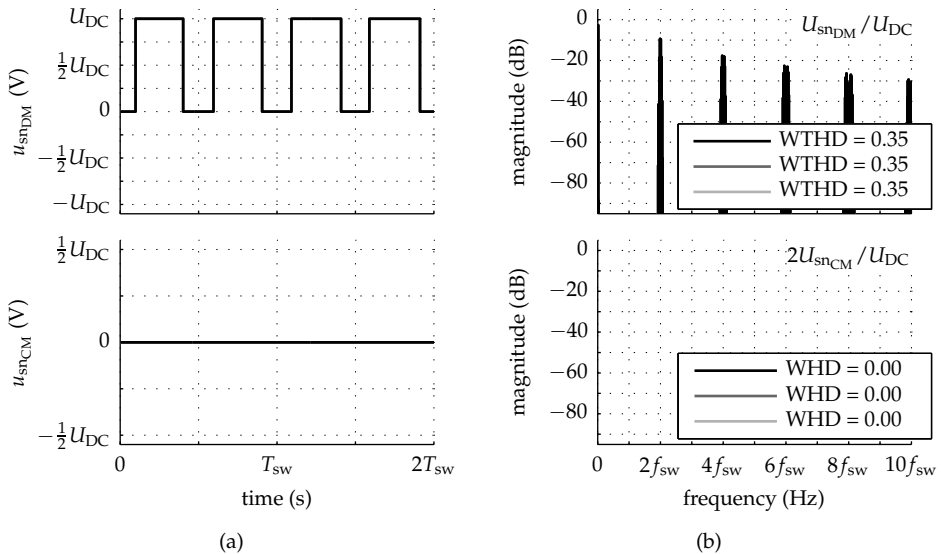 u_snDM (V)
U_DC
½U_DC
0
−½U_DC
−U_DC
u_snCM (V)
½U_DC
0
−½U_DC
0
T_sw
2T_sw
time (s)
(a)
magnitude (dB)
0
−20
−40
−60
−80
U_snDM/U_DC
WTHD = 0.35
WTHD = 0.35
WTHD = 0.35
magnitude (dB)
0
−20
−40
−60
−80
2U_snCM/U_DC
WHD = 0.00
WHD = 0.00
WHD = 0.00
0
2f_sw
4f_sw
6f_sw
8f_sw
10f_sw
frequency (Hz)
(b)